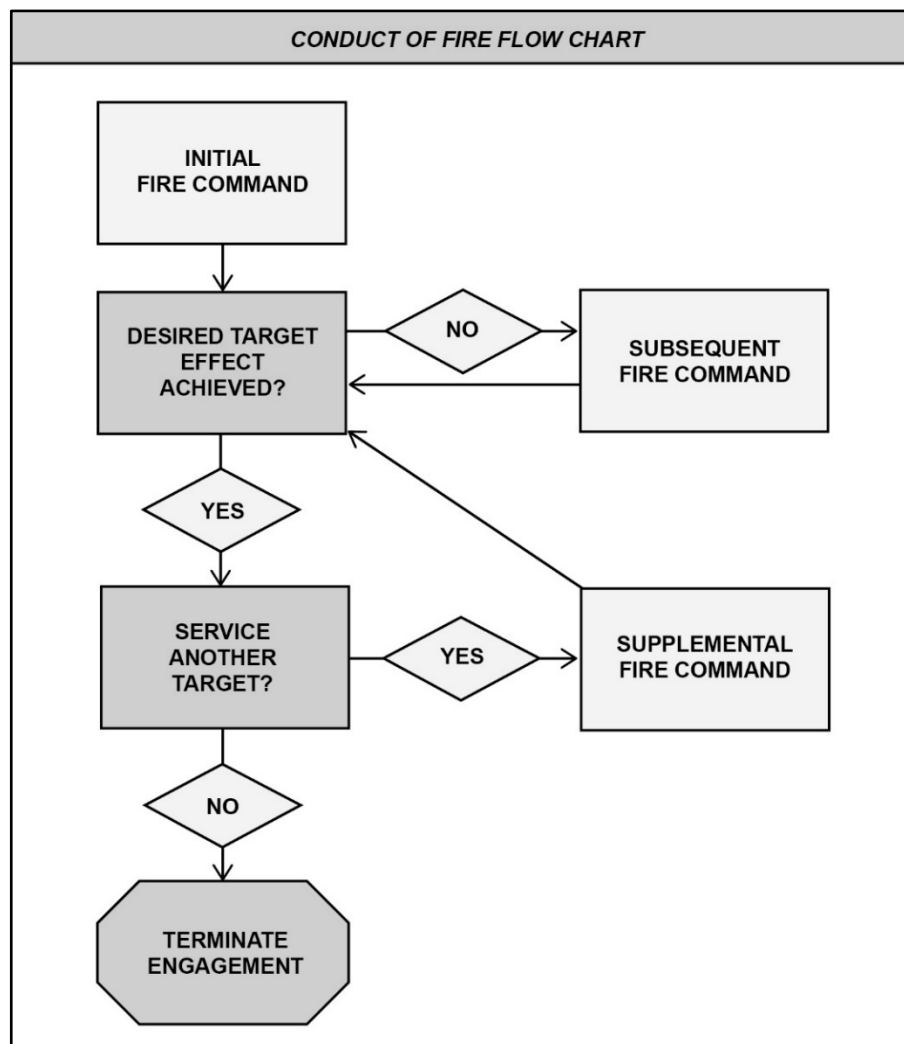 CONDUCT OF FIRE FLOW CHART
INITIAL
FIRE COMMAND
DESIRED TARGET
EFFECT
ACHIEVED?
NO
SUBSEQUENT
FIRE COMMAND
YES
SERVICE
ANOTHER
TARGET?
YES
SUPPLEMENTAL
FIRE COMMAND
NO
TERMINATE
ENGAGEMENT